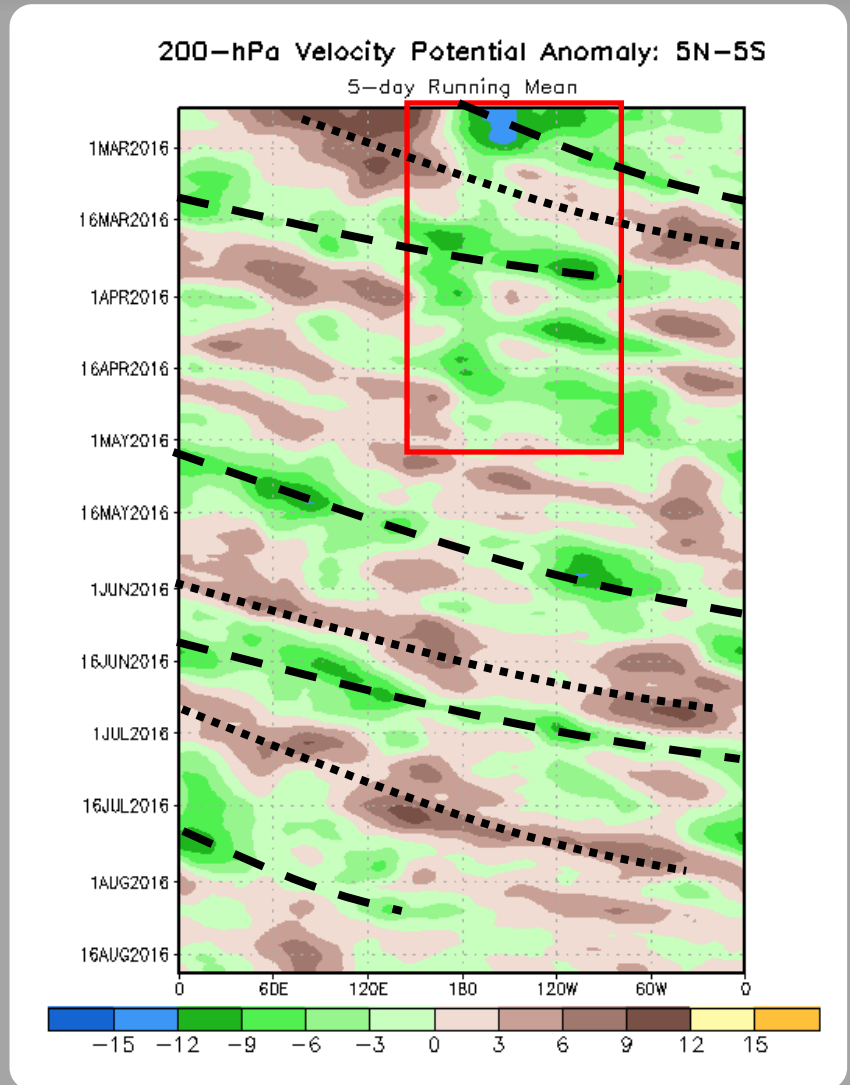 200-hPa Velocity Potential Anomaly: 5N-5S
5-day Running Mean
1MAR2016
16MAR2016
1APR2016
16APR2016
1MAY2016
16MAY2016
1JUN2016
16JUN2016
1JUL2016
16JUL2016
1AUG2016
16AUG2016
0 60E 120E 180 120W 60W 0
-15 -12 -9 -6 -3 0 3 6 9 12 15